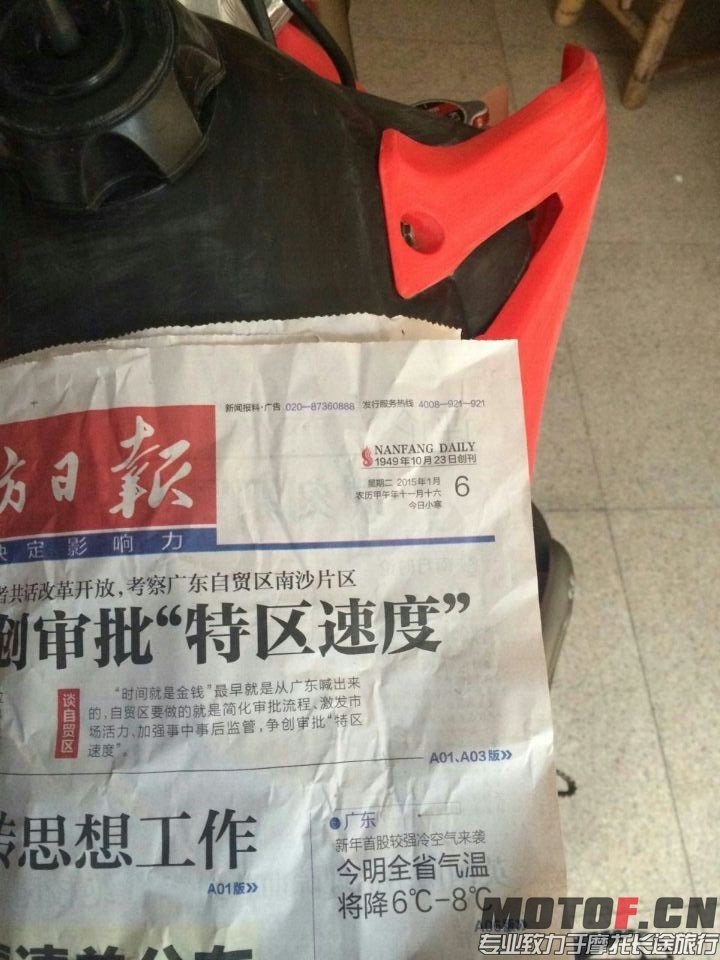 新闻报料·广告 020-87360888 发行服务热线 4008-921-921
方日报
NANFANG DAILY
1949年10月23日创刊
星期二 2015年1月
农历甲午年十一月十六
今日小寒
6
决定影响力
者共话改革开放，考察广东自贸区南沙片区
创审批“特区速度”
谈自贸区
“时间就是金钱”最早就是从广东喊出来
的，自贸区要做的就是简化审批流程、激发市
场活力、加强事中事后监管，争创审批“特区
速度”。
A01、A03版
思想工作
A01版
广东
新年首股较强冷空气来袭
今明全省气温
将降6℃-8℃
MOTOF.CN
专业致力于摩托长途旅行